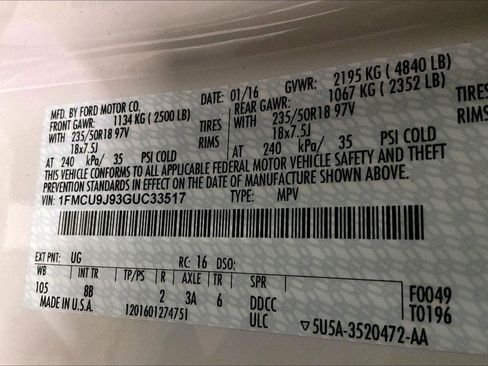 MFD. BY FORD MOTOR CO. DATE: 01/16 GVWR: 2195 KG ( 4840 LB)
FRONT GAWR: 1134 KG ( 2500 LB) REAR GAWR: 1067 KG ( 2352 LB)
WITH 235/50R18 97V TIRES WITH 235/50R18 97V TIRES
18x7.5J RIMS 18x7.5J RIMS
AT 240 kPa/ 35 PSI COLD AT 240 kPa/ 35 PSI COLD
THIS VEHICLE CONFORMS TO ALL APPLICABLE FEDERAL MOTOR VEHICLE SAFETY AND THEFT
PREVENTION STANDARDS IN EFFECT ON THE DATE OF MANUFACTURE SHOWN ABOVE.
VIN: 1FMCU9J93GUC33517 TYPE: MPV
EXT PNT: UG RC: 16 DSO:
WB INT TR TP/PS R AXLE TR SPR F0049
105 8B 2 3A 6 DDCC T0196
MADE IN U.S.A. 1201601274751 ULC ▽5U5A-3520472-AA